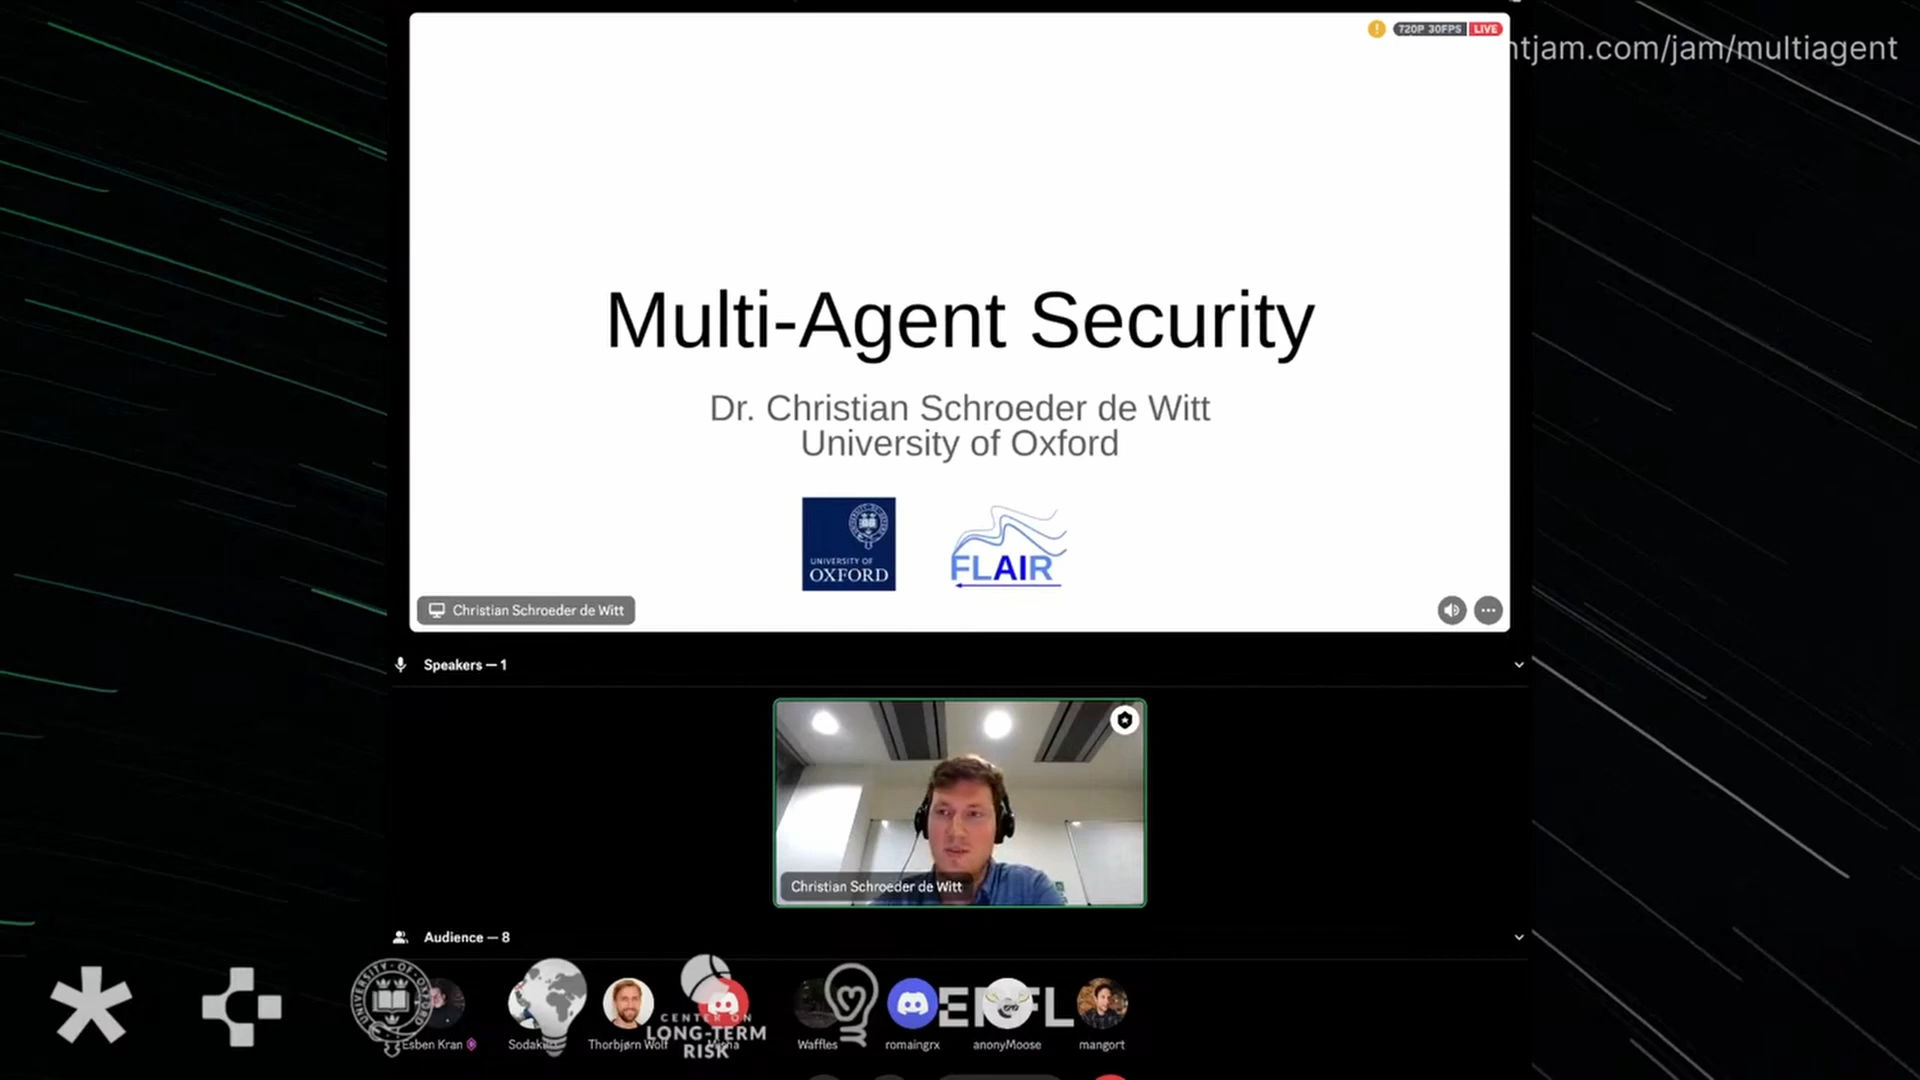 720P 30FPS LIVE
ntjam.com/jam/multiagent
Multi-Agent Security
Dr. Christian Schroeder de Witt
University of Oxford
UNIVERSITY OF
OXFORD
FLAIR
Christian Schroeder de Witt
Speakers — 1
Christian Schroeder de Witt
Audience — 8
CENTER ON
LONG-TERM
RISK
Esben Kran
Thorbjørn Wolf
Waffles
romaingrx
anonyMoose
mangort